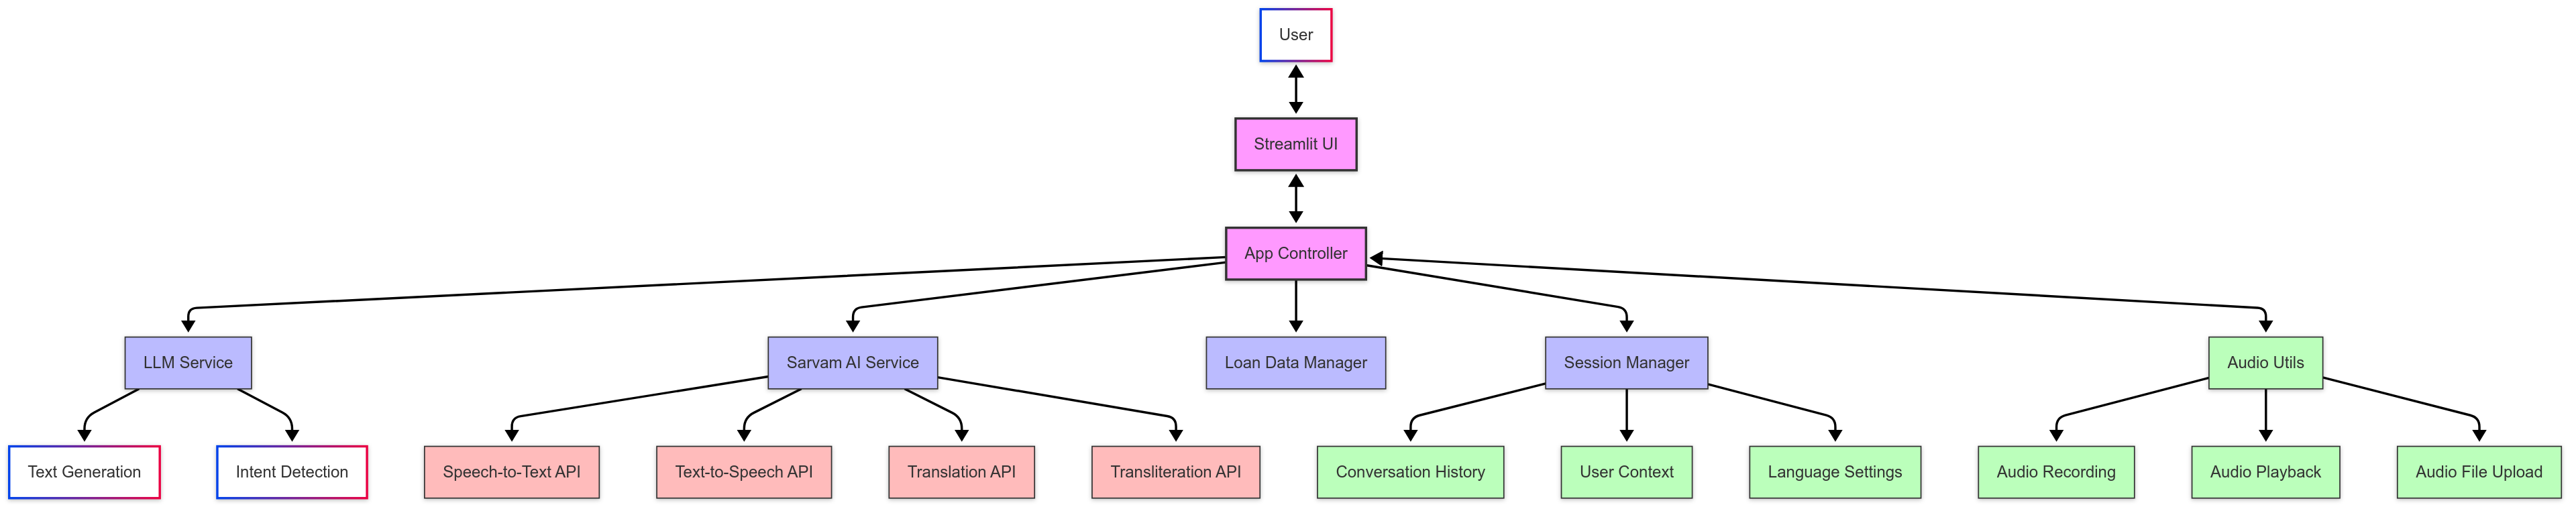 User
Streamlit UI
App Controller
LLM Service
Sarvam AI Service
Loan Data Manager
Session Manager
Audio Utils
Text Generation
Intent Detection
Speech-to-Text API
Text-to-Speech API
Translation API
Transliteration API
Conversation History
User Context
Language Settings
Audio Recording
Audio Playback
Audio File Upload